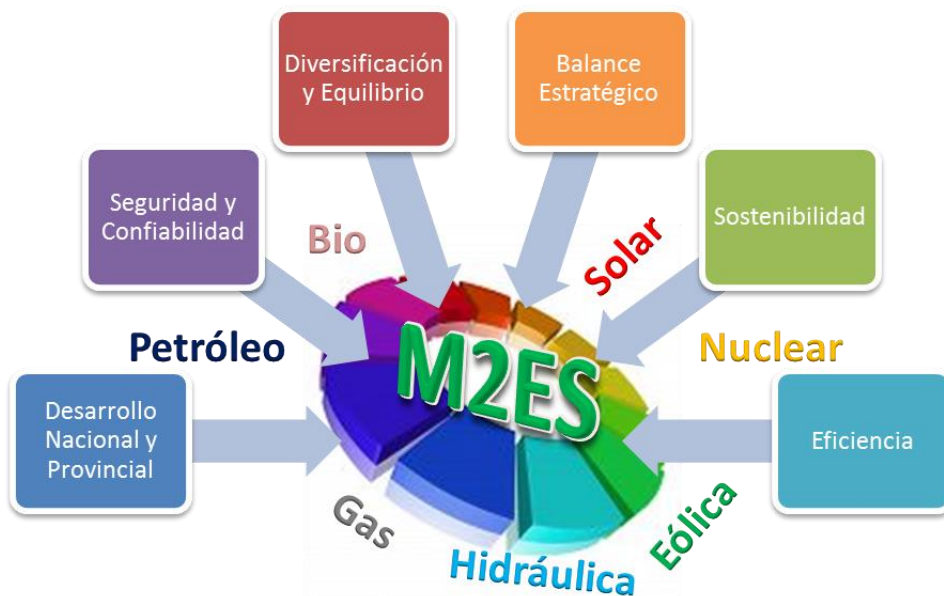 Diversificación
y Equilibrio
Balance
Estratégico
Seguridad y
Confiabilidad
Sostenibilidad
Bio
Solar
Petróleo
Nuclear
M2ES
Desarrollo
Nacional y
Provincial
Eficiencia
Gas
Eólica
Hidráulica